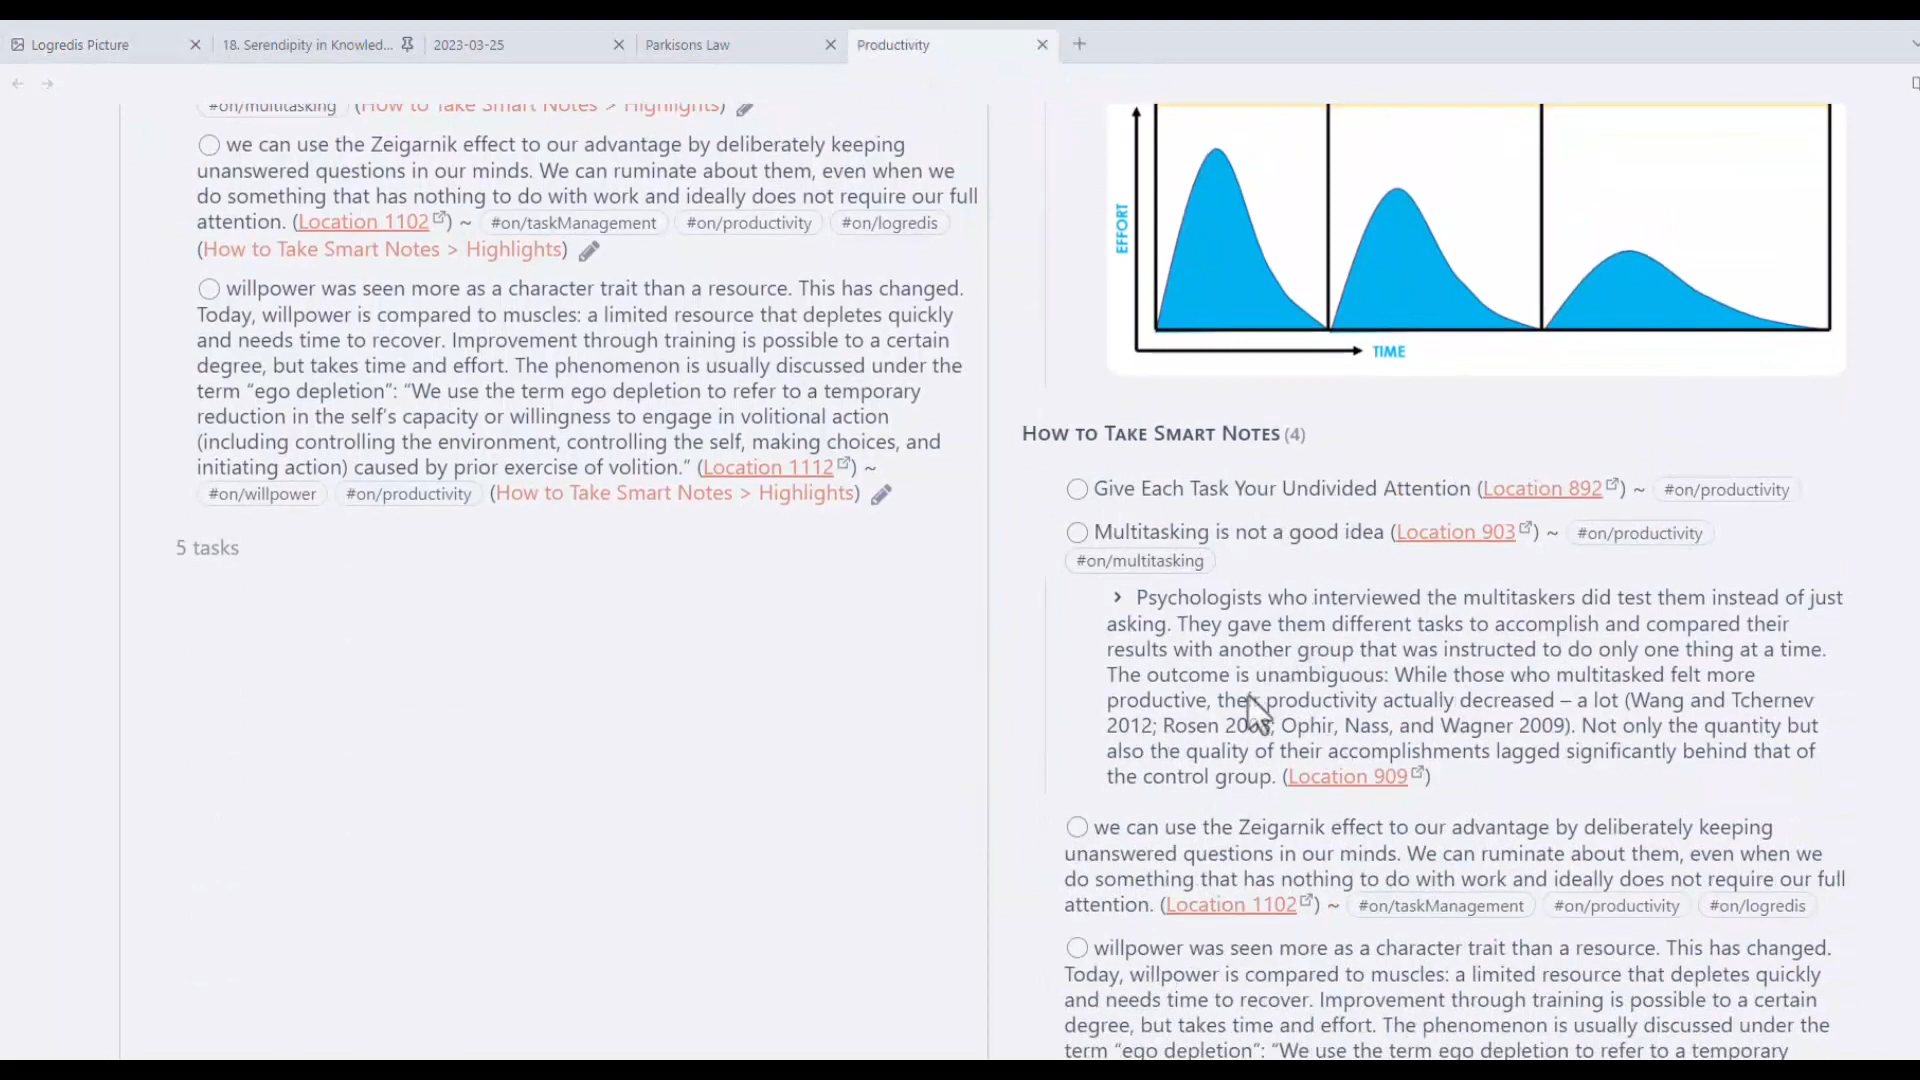 Logredis Picture
18. Serendipity in Knowled...
2023-03-25
Parkisons Law
Productivity
#on/multitasking (How to Take Smart Notes > Highlights)
we can use the Zeigarnik effect to our advantage by deliberately keeping
unanswered questions in our minds. We can ruminate about them, even when we
do something that has nothing to do with work and ideally does not require our full
attention. (Location 1102) ~ #on/taskManagement #on/productivity #on/logredis
(How to Take Smart Notes > Highlights)
willpower was seen more as a character trait than a resource. This has changed.
Today, willpower is compared to muscles: a limited resource that depletes quickly
and needs time to recover. Improvement through training is possible to a certain
degree, but takes time and effort. The phenomenon is usually discussed under the
term “ego depletion”: “We use the term ego depletion to refer to a temporary
reduction in the self’s capacity or willingness to engage in volitional action
(including controlling the environment, controlling the self, making choices, and
initiating action) caused by prior exercise of volition.” (Location 1112) ~
#on/willpower #on/productivity (How to Take Smart Notes > Highlights)
5 tasks
EFFORT
TIME
HOW TO TAKE SMART NOTES (4)
Give Each Task Your Undivided Attention (Location 892) ~ #on/productivity
Multitasking is not a good idea (Location 903) ~ #on/productivity
#on/multitasking
Psychologists who interviewed the multitaskers did test them instead of just
asking. They gave them different tasks to accomplish and compared their
results with another group that was instructed to do only one thing at a time.
The outcome is unambiguous: While those who multitasked felt more
productive, their productivity actually decreased – a lot (Wang and Tchernev
2012; Rosen Ophir, Nass, and Wagner 2009). Not only the quantity but
also the quality of their accomplishments lagged significantly behind that of
the control group. (Location 909)
we can use the Zeigarnik effect to our advantage by deliberately keeping
unanswered questions in our minds. We can ruminate about them, even when we
do something that has nothing to do with work and ideally does not require our full
attention. (Location 1102) ~ #on/taskManagement #on/productivity #on/logredis
willpower was seen more as a character trait than a resource. This has changed.
Today, willpower is compared to muscles: a limited resource that depletes quickly
and needs time to recover. Improvement through training is possible to a certain
degree, but takes time and effort. The phenomenon is usually discussed under the
term “ego depletion”: “We use the term ego depletion to refer to a temporary